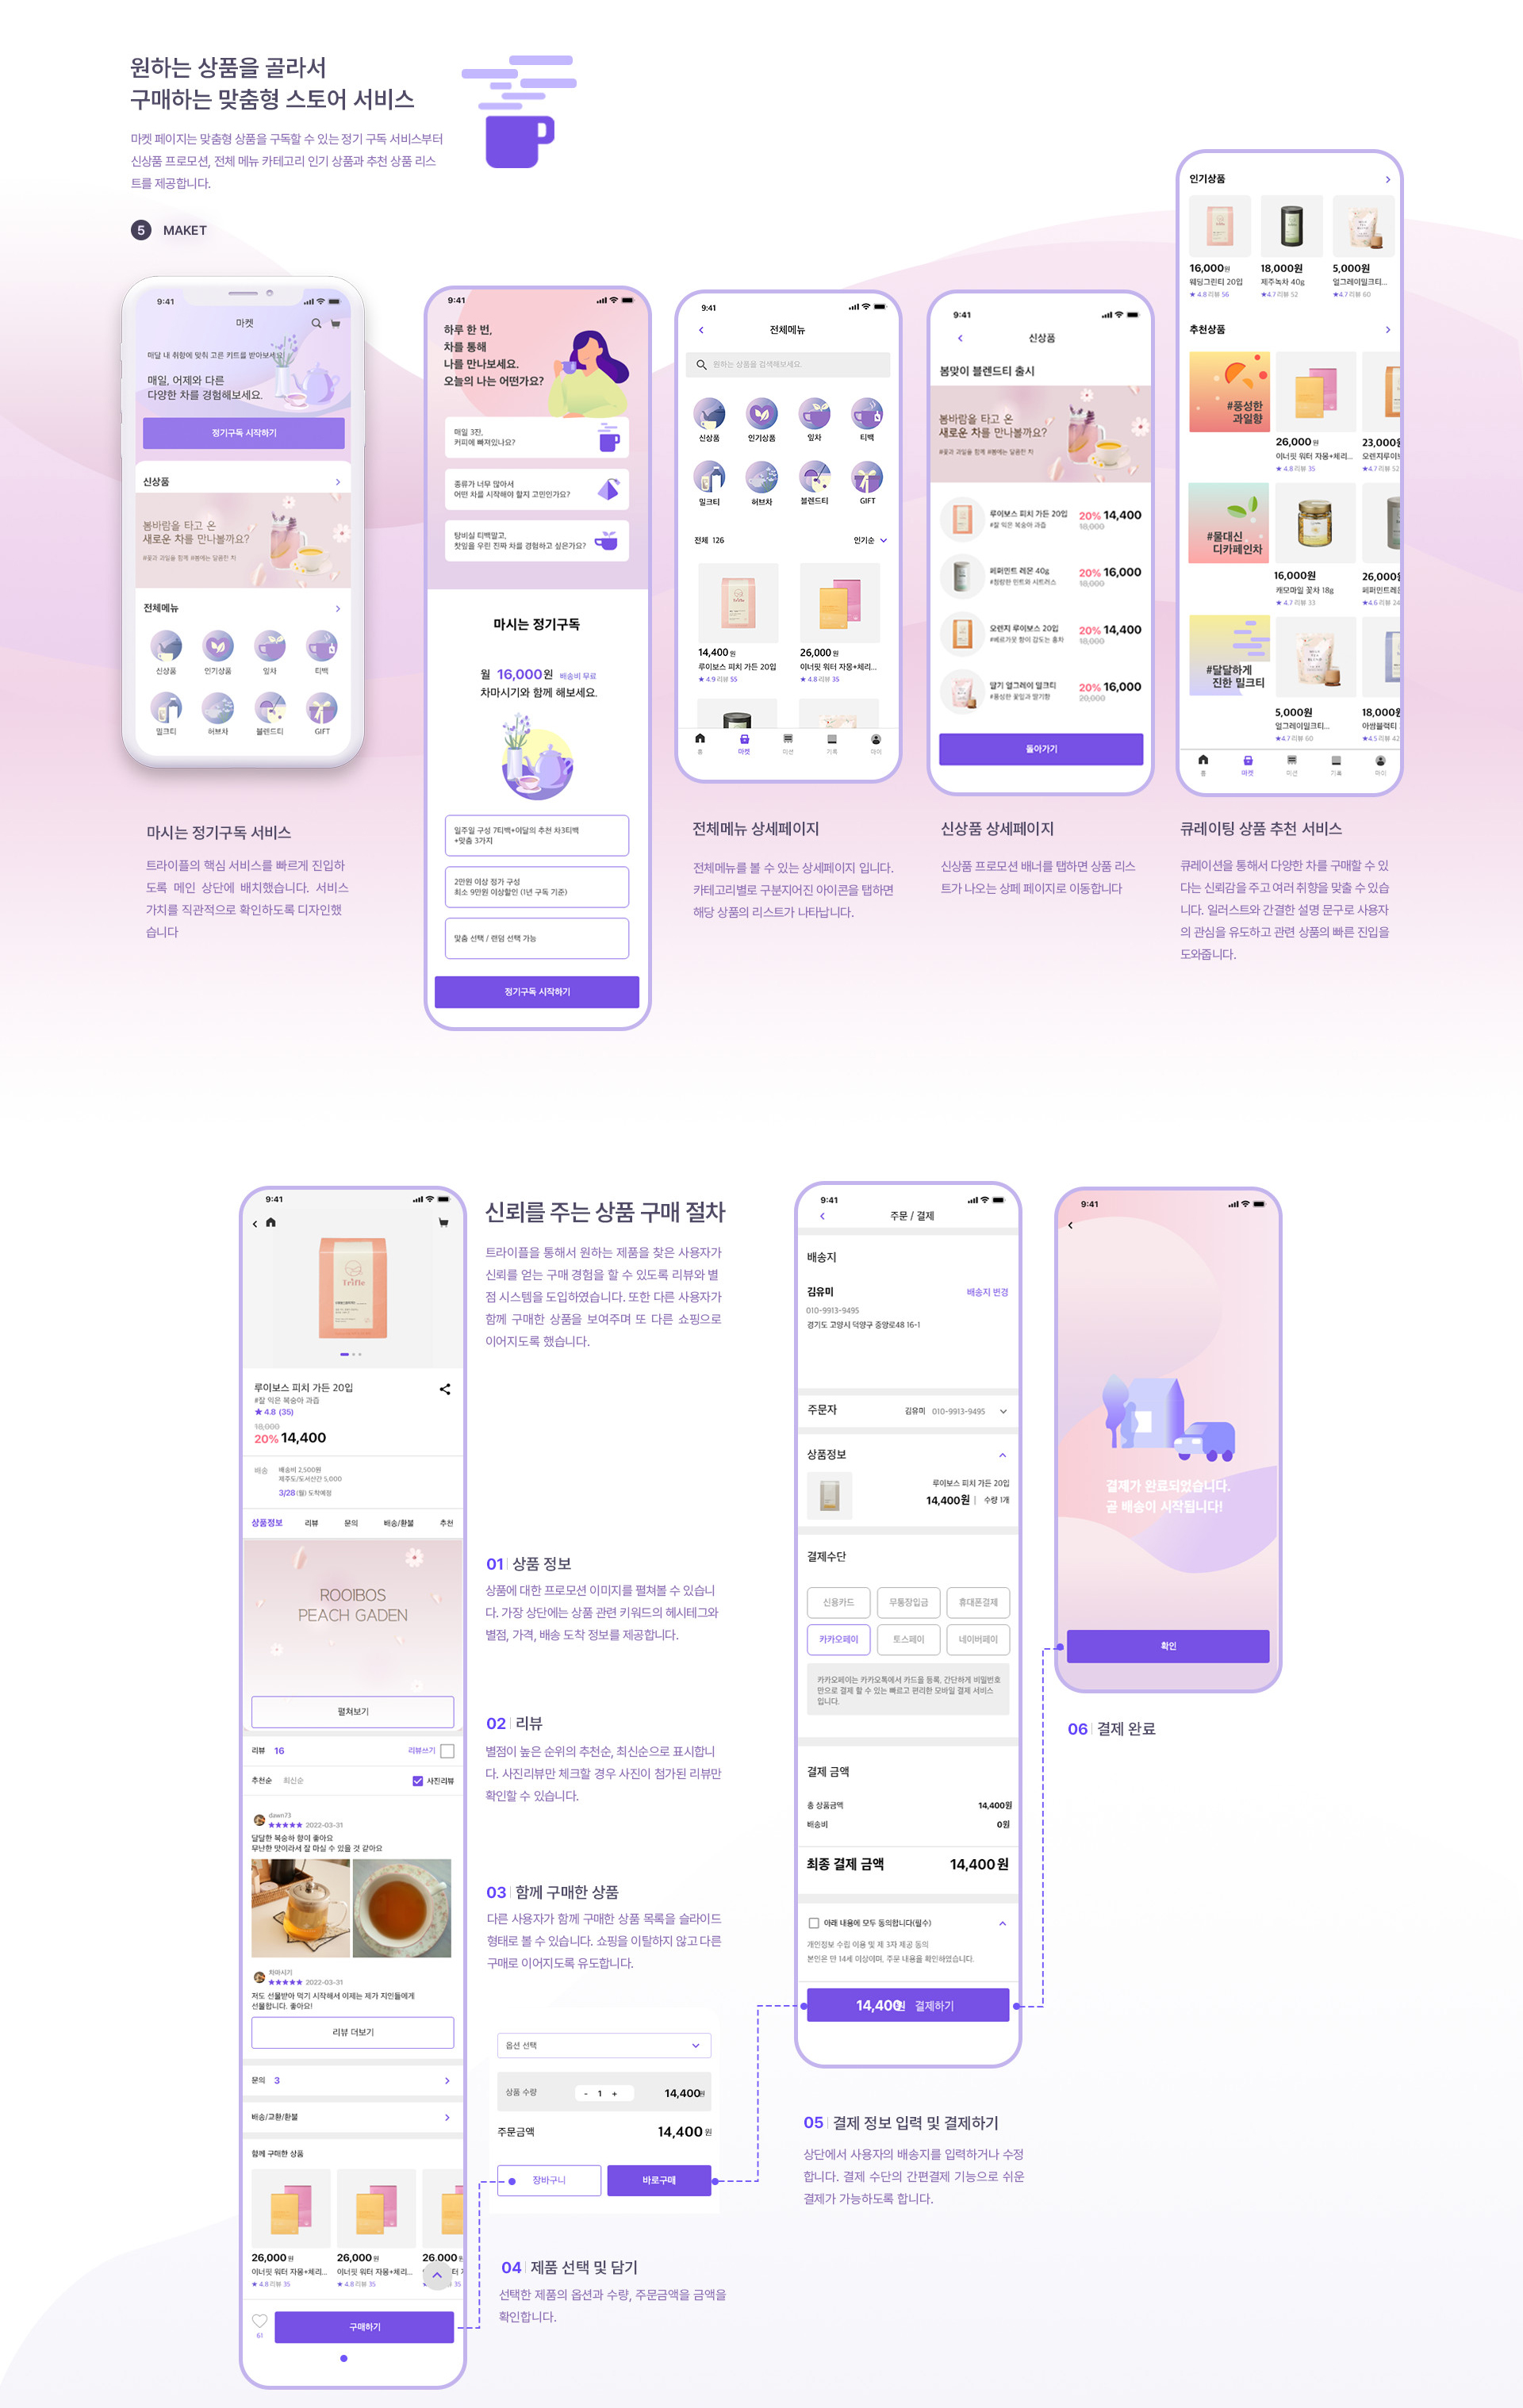 원하는 상품을 골라서
구매하는 맞춤형 스토어 서비스
마켓 페이지는 맞춤형 상품을 구독할 수 있는 정기 구독 서비스부터
신상품 프로모션, 전체 메뉴 카테고리 인기 상품과 추천 상품 리스
트를 제공합니다.
5 MAKET
9:41
마켓
매달 내 취향에 맞춰 고른 키트를 받아보세요
매일, 어제와 다른
다양한 차를 경험해보세요.
정기구독 시작하기
신상품
봄바람을 타고 온
새로운 차를 만나볼까요?
#꽃과 과일을 함께 #봄에는 달콤한 차
전체메뉴
신상품 인기상품 잎차 티백
밀크티 허브차 블렌드티 GIFT
마시는 정기구독 서비스
트라이플의 핵심 서비스를 빠르게 진입하
도록 메인 상단에 배치했습니다. 서비스
가치를 직관적으로 확인하도록 디자인했
습니다
9:41
하루 한 번,
차를 통해
나를 만나보세요.
오늘의 나는 어떤가요?
매일 3잔,
커피에 빠져있나요?
종류가 너무 많아서
어떤 차를 시작해야 할지 고민인가요?
탕비실 티백말고,
찻잎을 우린 진짜 차를 경험하고 싶은가요?
마시는 정기구독
월 16,000원 배송비 무료
차마시기와 함께 해보세요.
일주일 구성 7티백+이달의 추천 차3티백
+맞춤 3가지
2만원 이상 정가 구성
최소 9만원 이상할인 (1년 구독 기준)
맞춤 선택 / 랜덤 선택 가능
정기구독 시작하기
9:41
전체메뉴
원하는 상품을 검색해보세요.
신상품 인기상품 잎차 티백
밀크티 허브차 블렌드티 GIFT
전체 126 인기순
14,400원 26,000원
루이보스 피치 가든 20입 이너핏 워터 자몽+체리...
★ 4.9 리뷰 55 ★ 4.8 리뷰 35
홈 마켓 미션 기록 마이
전체메뉴 상세페이지
전체메뉴를 볼 수 있는 상세페이지 입니다.
카테고리별로 구분지어진 아이콘을 탭하면
해당 상품의 리스트가 나타납니다.
9:41
신상품
봄맞이 블렌드티 출시
봄바람을 타고 온
새로운 차를 만나볼까요?
#꽃과 과일을 함께 #봄에는 달콤한 차
루이보스 피치 가든 20입 20% 14,400
#잘 익은 복숭아 과즙 18,000
페퍼민트 레몬 40g 20% 16,000
#청량한 민트와 시트러스 18,000
오렌지 루이보스 20입 20% 14,400
#베르가못 향이 감도는 홍차 18,000
딸기 얼그레이 밀크티 20% 16,000
#풍성한 꽃잎과 딸기향 20,000
돌아가기
신상품 상세페이지
신상품 프로모션 배너를 탭하면 상품 리스
트가 나오는 상페 페이지로 이동합니다
인기상품
16,000원 18,000원 5,000원
웨딩그린티 20입 제주녹차 40g 얼그레이밀크티...
★ 4.8 리뷰 56 ★4.7 리뷰 52 ★4.7 리뷰 60
추천상품
#풍성한
과일향
26,000원 23,000원
이너핏 워터 자몽+체리... 오렌지루이보
★ 4.8 리뷰 35 ★4.7 리뷰 52
#물대신
디카페인차
16,000원 26,000원
캐모마일 꽃차 18g 페퍼민트레몬
★ 4.7 리뷰 33 ★4.6 리뷰 24
#달달하게
진한 밀크티
5,000원 18,000원
얼그레이밀크티... 아쌈블랙티
★4.7 리뷰 60 ★4.5 리뷰 42
홈 마켓 미션 기록 마이
큐레이팅 상품 추천 서비스
큐레이션을 통해서 다양한 차를 구매할 수 있
다는 신뢰감을 주고 여러 취향을 맞출 수 있습
니다. 일러스트와 간결한 설명 문구로 사용자
의 관심을 유도하고 관련 상품의 빠른 진입을
도와줍니다.
9:41
Trifle
루이보스 피치 가든 20입
#잘 익은 복숭아 과즙
★ 4.8 (35)
18,000
20% 14,400
배송 배송비 2,500원
제주도/도서산간 5,000
3/28(월) 도착예정
상품정보 리뷰 문의 배송/환불 추천
ROOIBOS
PEACH GADEN
펼쳐보기
리뷰 16 리뷰쓰기
추천순 최신순 사진리뷰
dawn73
★★★★★ 2022-03-31
달달한 복숭하 향이 좋아요
무난한 맛이라서 잘 마실 수 있을 것 같아요
차마시기
★★★★★ 2022-03-31
저도 선물받아 먹기 시작해서 이제는 제가 지인들에게
선물합니다. 좋아요!
리뷰 더보기
문의 3
배송/교환/환불
함께 구매한 상품
26,000원 26,000원 26,000원
이너핏 워터 자몽+체리... 이너핏 워터 자몽+체리...
★ 4.8 리뷰 35 ★ 4.8 리뷰 35
61 구매하기
신뢰를 주는 상품 구매 절차
트라이플을 통해서 원하는 제품을 찾은 사용자가
신뢰를 얻는 구매 경험을 할 수 있도록 리뷰와 별
점 시스템을 도입하였습니다. 또한 다른 사용자가
함께 구매한 상품을 보여주며 또 다른 쇼핑으로
이어지도록 했습니다.
01 상품 정보
상품에 대한 프로모션 이미지를 펼쳐볼 수 있습니
다. 가장 상단에는 상품 관련 키워드의 헤시테그와
별점, 가격, 배송 도착 정보를 제공합니다.
02 리뷰
별점이 높은 순위의 추천순, 최신순으로 표시합니
다. 사진리뷰만 체크할 경우 사진이 첨가된 리뷰만
확인할 수 있습니다.
03 함께 구매한 상품
다른 사용자가 함께 구매한 상품 목록을 슬라이드
형태로 볼 수 있습니다. 쇼핑을 이탈하지 않고 다른
구매로 이어지도록 유도합니다.
옵션 선택
상품 수량 - 1 + 14,400원
주문금액 14,400 원
장바구니 바로구매
04 제품 선택 및 담기
선택한 제품의 옵션과 수량, 주문금액을 금액을
확인합니다.
9:41
주문 / 결제
배송지
김유미 배송지 변경
010-9913-9495
경기도 고양시 덕양구 중앙로48 16-1
주문자 김유미 010-9913-9495
상품정보
루이보스 피치 가든 20입
14,400원 | 수량 1개
결제수단
신용카드 무통장입금 휴대폰결제
카카오페이 토스페이 네이버페이
카카오페이는 카카오톡에서 카드을 등록, 간단하게 비밀번호
만으로 결제 할 수 있는 빠르고 편리한 모바일 결제 서비스
입니다.
결제 금액
총 상품금액 14,400원
배송비 0원
최종 결제 금액 14,400 원
아래 내용에 모두 동의합니다(필수)
개인정보 수집 이용 및 제 3자 제공 동의
본인은 만 14세 이상이며, 주문 내용을 확인하였습니다.
14,400원 결제하기
05 결제 정보 입력 및 결제하기
상단에서 사용자의 배송지를 입력하거나 수정
합니다. 결제 수단의 간편결제 기능으로 쉬운
결제가 가능하도록 합니다.
9:41
결제가 완료되었습니다.
곧 배송이 시작됩니다!
확인
06 결제 완료